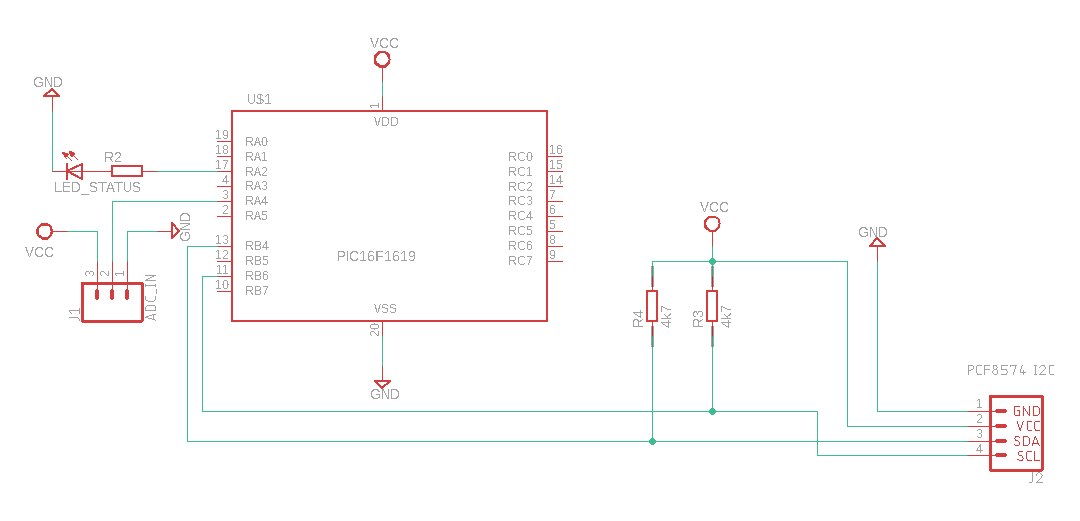 VCC
GND
U$1
1
VDD
19 RA0
18 RA1
17 RA2
4 RA3
3 RA4
2 RA5
13 RB4
12 RB5
11 RB6
10 RB7
RC0 16
RC1 15
RC2 14
RC3 7
RC4 6
RC5 5
RC6 8
RC7 9
PIC16F1619
VSS
20
GND
R2
LED_STATUS
VCC
GND
3
2
1
J1
ADC_IN
VCC
R4
4k7
R3
4k7
GND
PCF8574 I2C
1 GND
2 VCC
3 SDA
4 SCL
J2